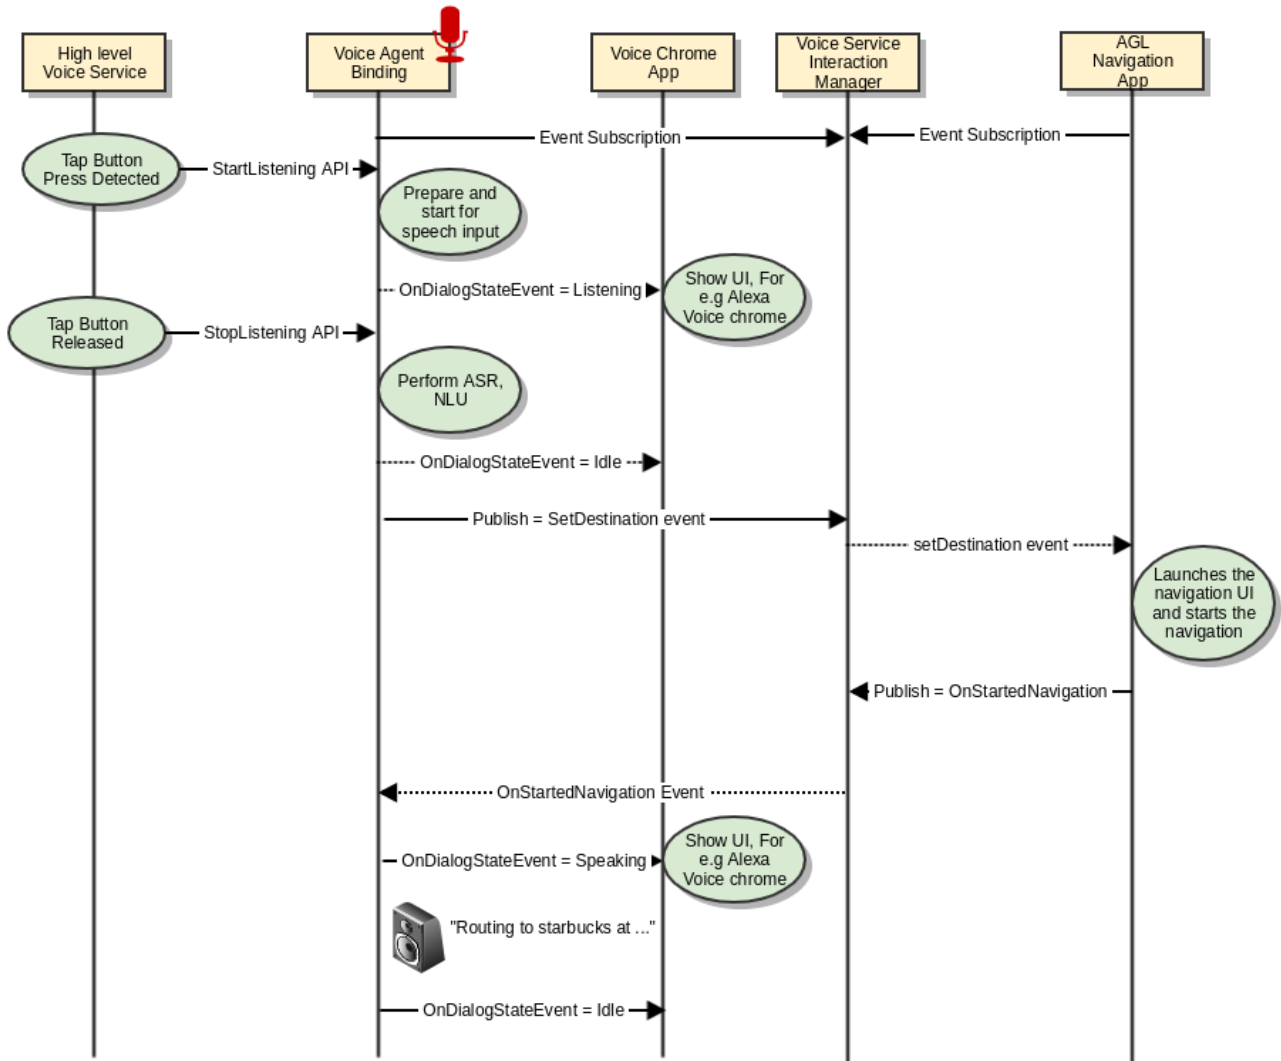 High level
Voice Service
Voice Agent
Binding
Voice Chrome
App
Voice Service
Interaction
Manager
AGL
Navigation
App
Event Subscription
Event Subscription
Tap Button
Press Detected
StartListening API
Prepare and
start for
speech input
OnDialogStateEvent = Listening
Show UI, For
e.g Alexa
Voice chrome
Tap Button
Released
StopListening API
Perform ASR,
NLU
OnDialogStateEvent = Idle
Publish = SetDestination event
setDestination event
Launches the
navigation UI
and starts the
navigation
Publish = OnStartedNavigation
OnStartedNavigation Event
Show UI, For
e.g Alexa
Voice chrome
OnDialogStateEvent = Speaking
"Routing to starbucks at ..."
OnDialogStateEvent = Idle